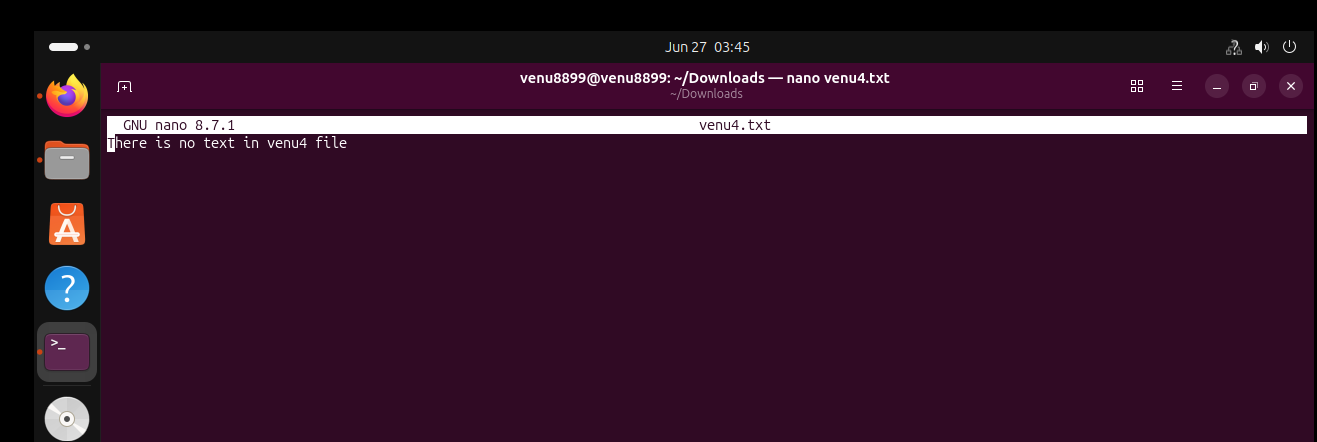 Jun 27 03:45
venu8899@venu8899: ~/Downloads — nano venu4.txt
~/Downloads
GNU nano 8.7.1 venu4.txt
There is no text in venu4 file